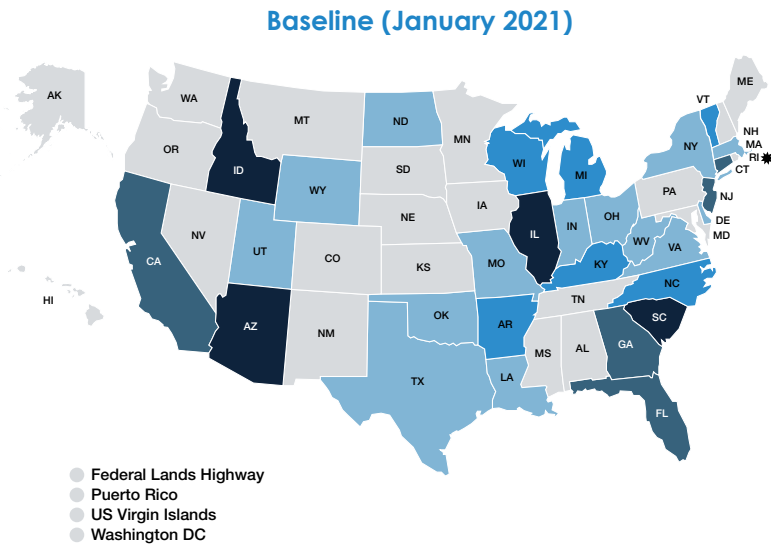 Baseline (January 2021)
AK
WA
MT
ND
MN
VT
ME
OR
ID
WY
SD
WI
MI
NY
NH
MA
RI
CT
NV
UT
CO
NE
KS
IA
MO
IL
IN
OH
PA
NJ
DE
MD
WV
VA
KY
NC
TN
CA
AZ
NM
OK
AR
SC
MS
AL
GA
TX
LA
FL
HI
Federal Lands Highway
Puerto Rico
US Virgin Islands
Washington DC